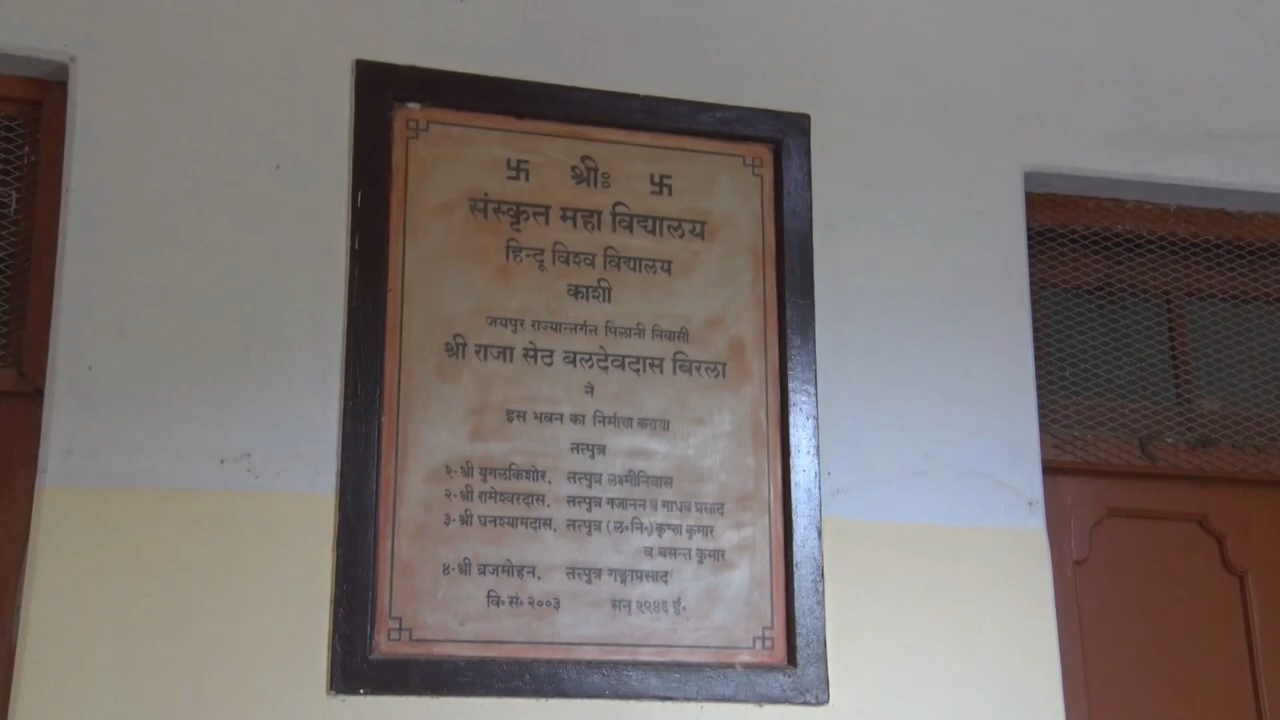 卐 श्रीः 卐
संस्कृत महा विद्यालय
हिन्दू विश्व विद्यालय
काशी
जयपुर राज्यान्तर्गत पिलानी निवासी
श्री राजा सेठ बलदेवदास बिरला
ने
इस भवन का निर्माण कराया
तत्पुत्र
१-श्री युगलकिशोर, तत्पुत्र लक्ष्मीनिवास
२-श्री रामेश्वरदास, तत्पुत्र गजानन व माधव प्रसाद
३-श्री घनश्यामदास, तत्पुत्र (ल॰नि॰) कृष्ण कुमार
व बसन्त कुमार
४-श्री ब्रजमोहन, तत्पुत्र गङ्गाप्रसाद
वि॰सं॰ २००३ सन् १९४६ ई॰